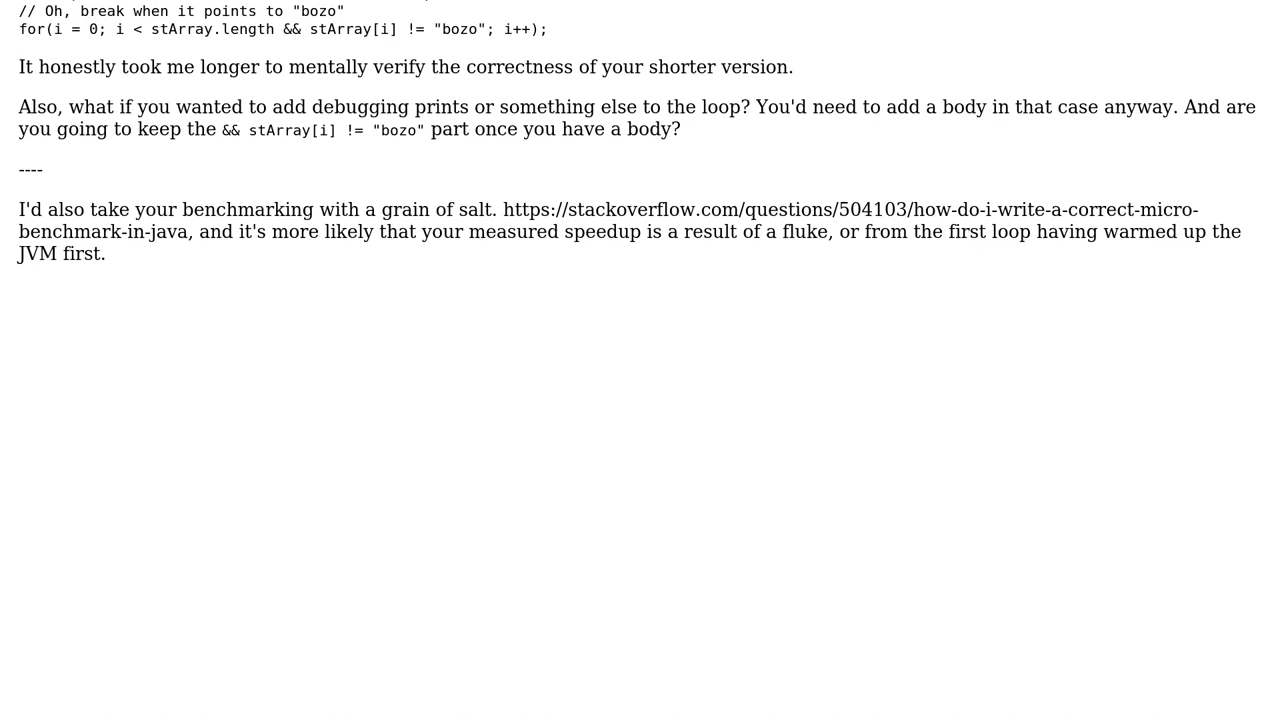 // Oh, break when it points to "bozo"
for(i = 0; i < stArray.length && stArray[i] != "bozo"; i++);
It honestly took me longer to mentally verify the correctness of your shorter version.
Also, what if you wanted to add debugging prints or something else to the loop? You'd need to add a body in that case anyway. And are
you going to keep the && stArray[i] != "bozo" part once you have a body?
----
I'd also take your benchmarking with a grain of salt. https://stackoverflow.com/questions/504103/how-do-i-write-a-correct-micro-
benchmark-in-java, and it's more likely that your measured speedup is a result of a fluke, or from the first loop having warmed up the
JVM first.